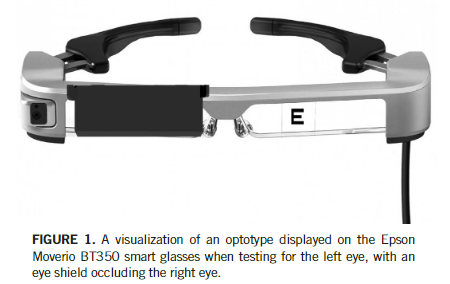 E
FIGURE 1. A visualization of an optotype displayed on the Epson
Moverio BT350 smart glasses when testing for the left eye, with an
eye shield occluding the right eye.